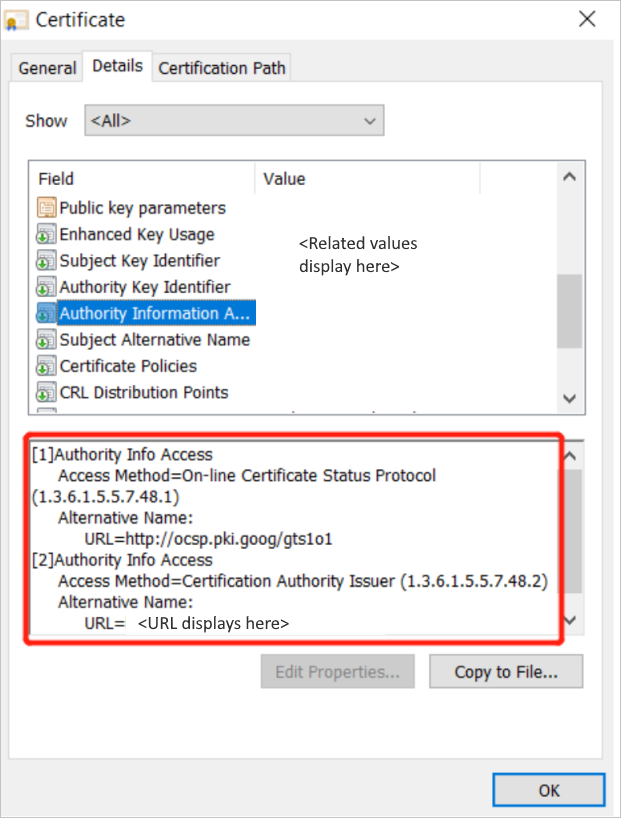 Certificate
General Details Certification Path
Show <All>
Field Value
Public key parameters
Enhanced Key Usage
<Related values
display here>
Subject Key Identifier
Authority Key Identifier
Authority Information A...
Subject Alternative Name
Certificate Policies
CRL Distribution Points
[1]Authority Info Access
Access Method=On-line Certificate Status Protocol
(1.3.6.1.5.5.7.48.1)
Alternative Name:
URL=http://ocsp.pki.goog/gts1o1
[2]Authority Info Access
Access Method=Certification Authority Issuer (1.3.6.1.5.5.7.48.2)
Alternative Name:
URL= <URL displays here>
Edit Properties... Copy to File...
OK